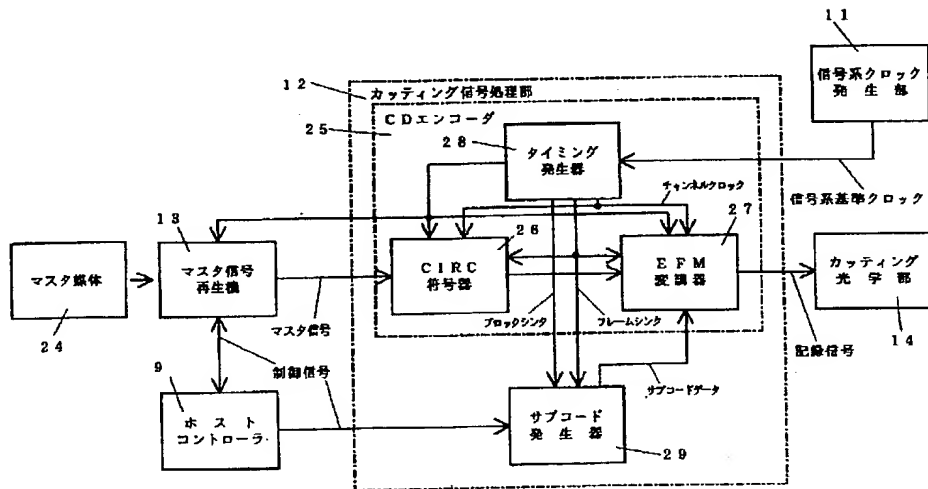 11
信号系クロック
発生部
12
カッティング信号処理部
25
CDエンコーダ
28
タイミング
発生器
チャンネルクロック
信号系基準クロック
13
マスタ媒体
24
マスタ信号
再生機
マスタ信号
26
CIRC
符号器
27
EFM
変調器
カッティング
光学部
14
ブロックシンク
フレームシンク
記録信号
制御信号
サブコードデータ
9
ホスト
コントローラ
サブコード
発生器
29